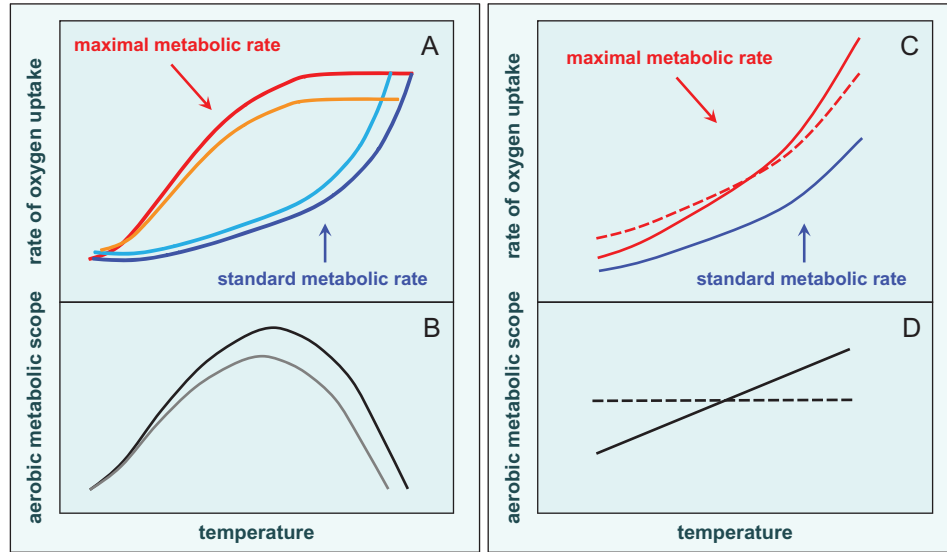 A
maximal metabolic rate
standard metabolic rate
rate of oxygen uptake
B
aerobic metabolic scope
temperature
C
maximal metabolic rate
standard metabolic rate
rate of oxygen uptake
D
aerobic metabolic scope
temperature